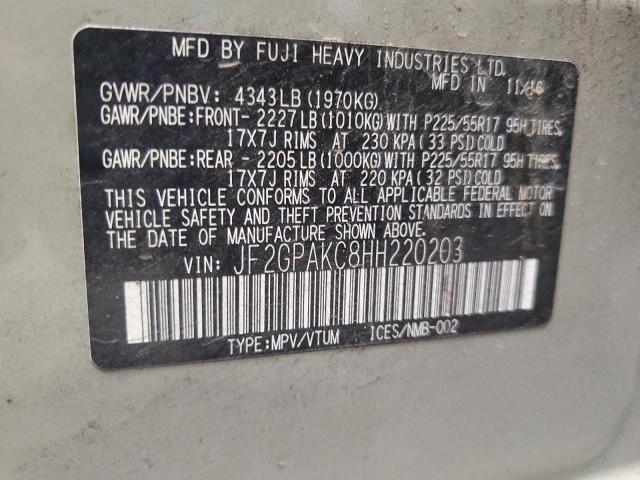 MFD BY FUJI HEAVY INDUSTRIES LTD.
MFD IN 11/16
GVWR/PNBV: 4343LB(1970KG)
GAWR/PNBE:FRONT- 2227LB(1010KG)WITH P225/55R17 95H TIRES,
17X7J RIMS AT 230 KPA(33 PSI)COLD
GAWR/PNBE:REAR - 2205LB(1000KG)WITH P225/55R17 95H TIRES,
17X7J RIMS AT 220 KPA(32 PSI)COLD
THIS VEHICLE CONFORMS TO ALL APPLICABLE FEDERAL MOTOR
VEHICLE SAFETY AND THEFT PREVENTION STANDARDS IN EFFECT ON
THE DATE OF MANUFACTURE SHOWN ABOVE.
VIN: JF2GPAKC8HH220203
TYPE:MPV/VTUM ICES/NMB-002